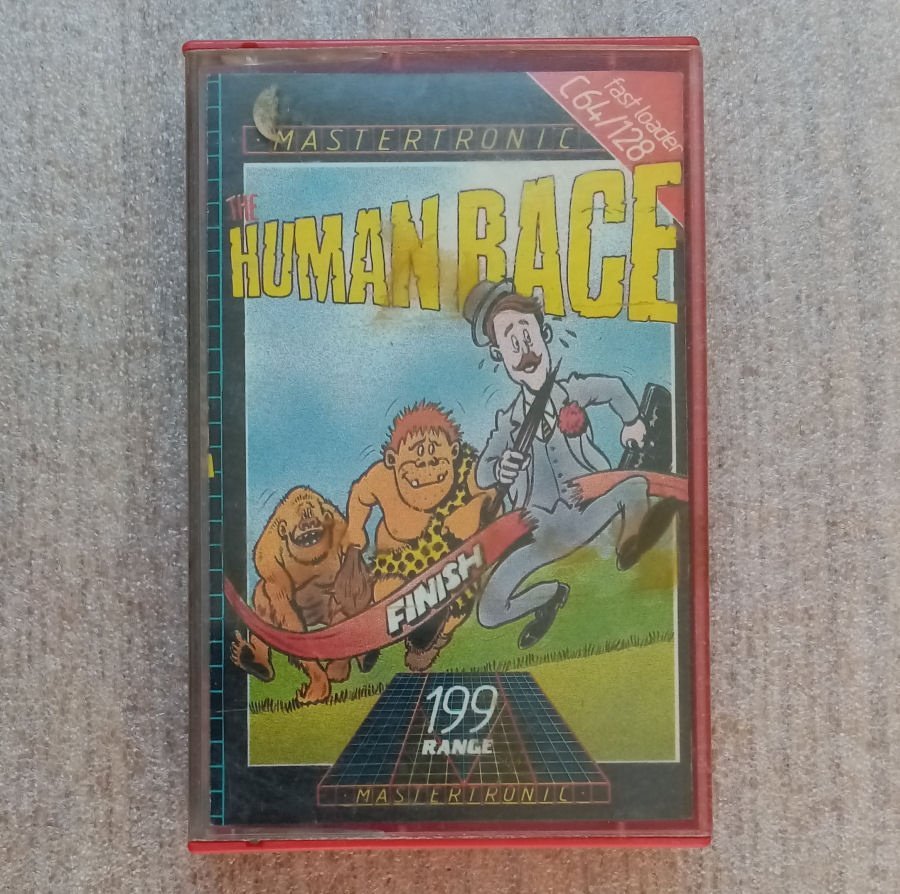 fast loader
C64/128
MASTERTRONIC
THE
HUMAN RACE
FINISH
199
RANGE
MASTERTRONIC